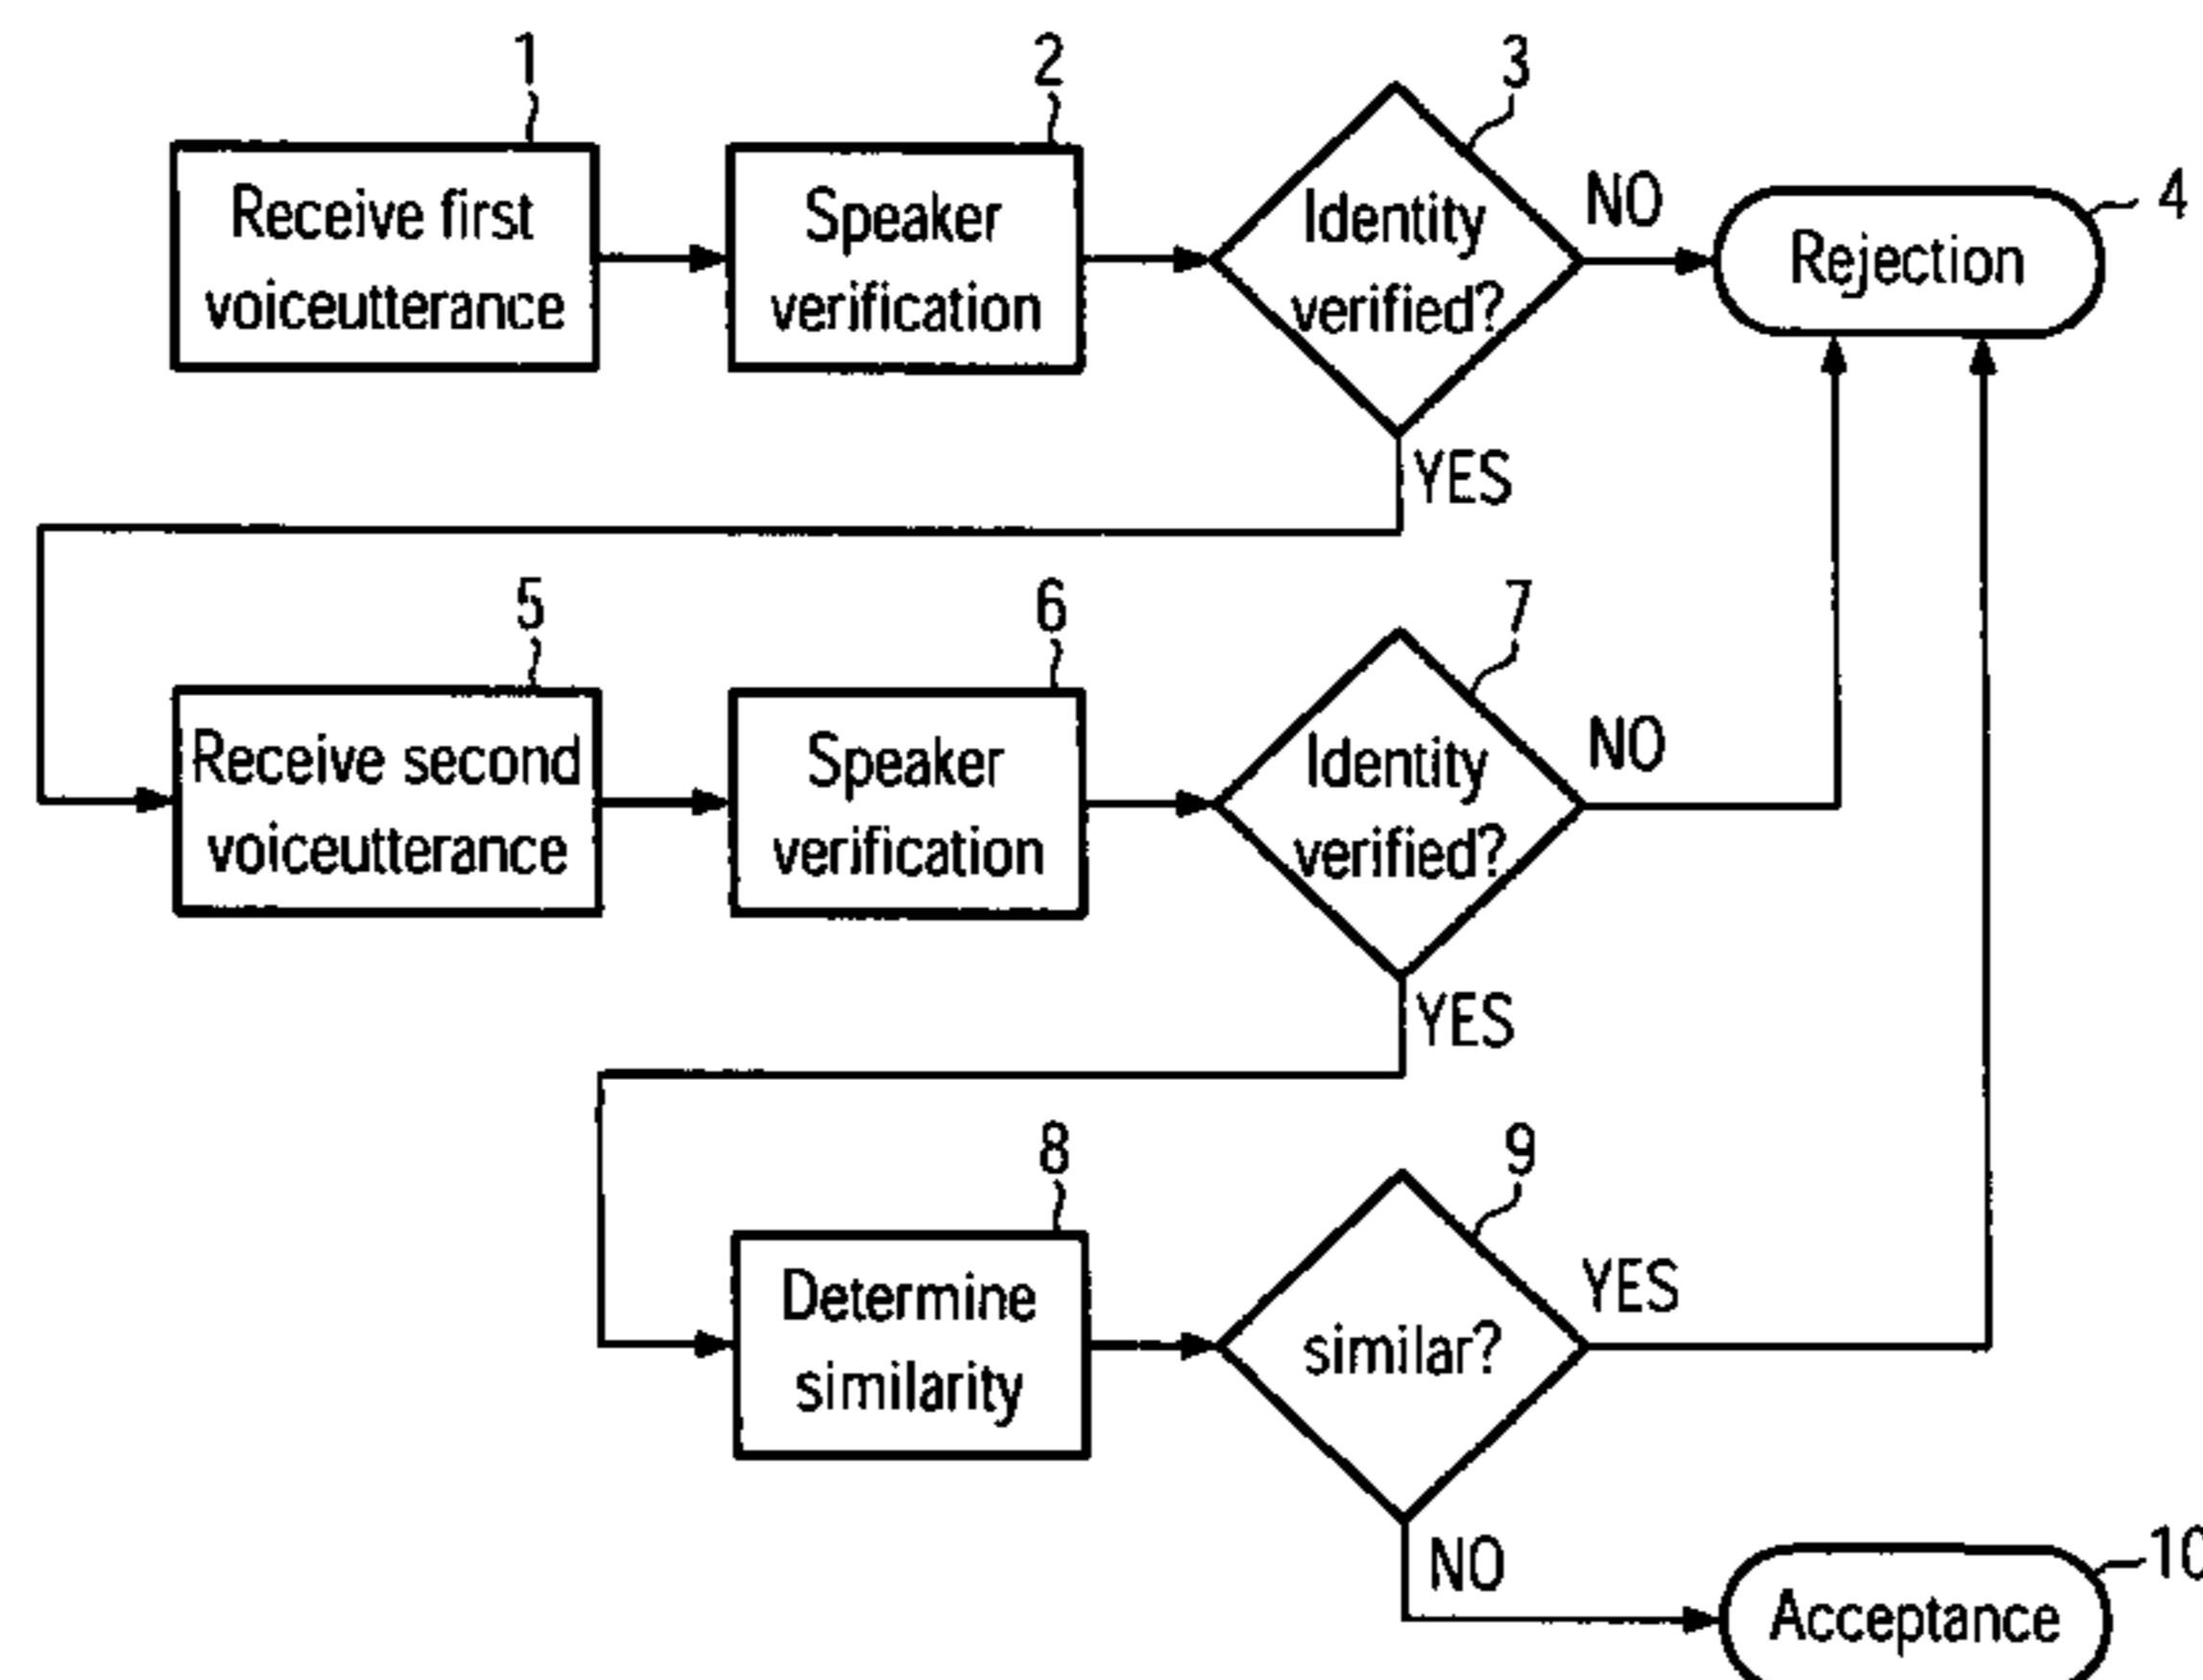 1
2
3
Receive first
voiceutterance
Speaker
verification
Identity
verified?
NO
4
Rejection
YES
5
6
7
Receive second
voiceutterance
Speaker
verification
Identity
verified?
NO
YES
8
9
Determine
similarity
similar?
YES
NO
10
Acceptance